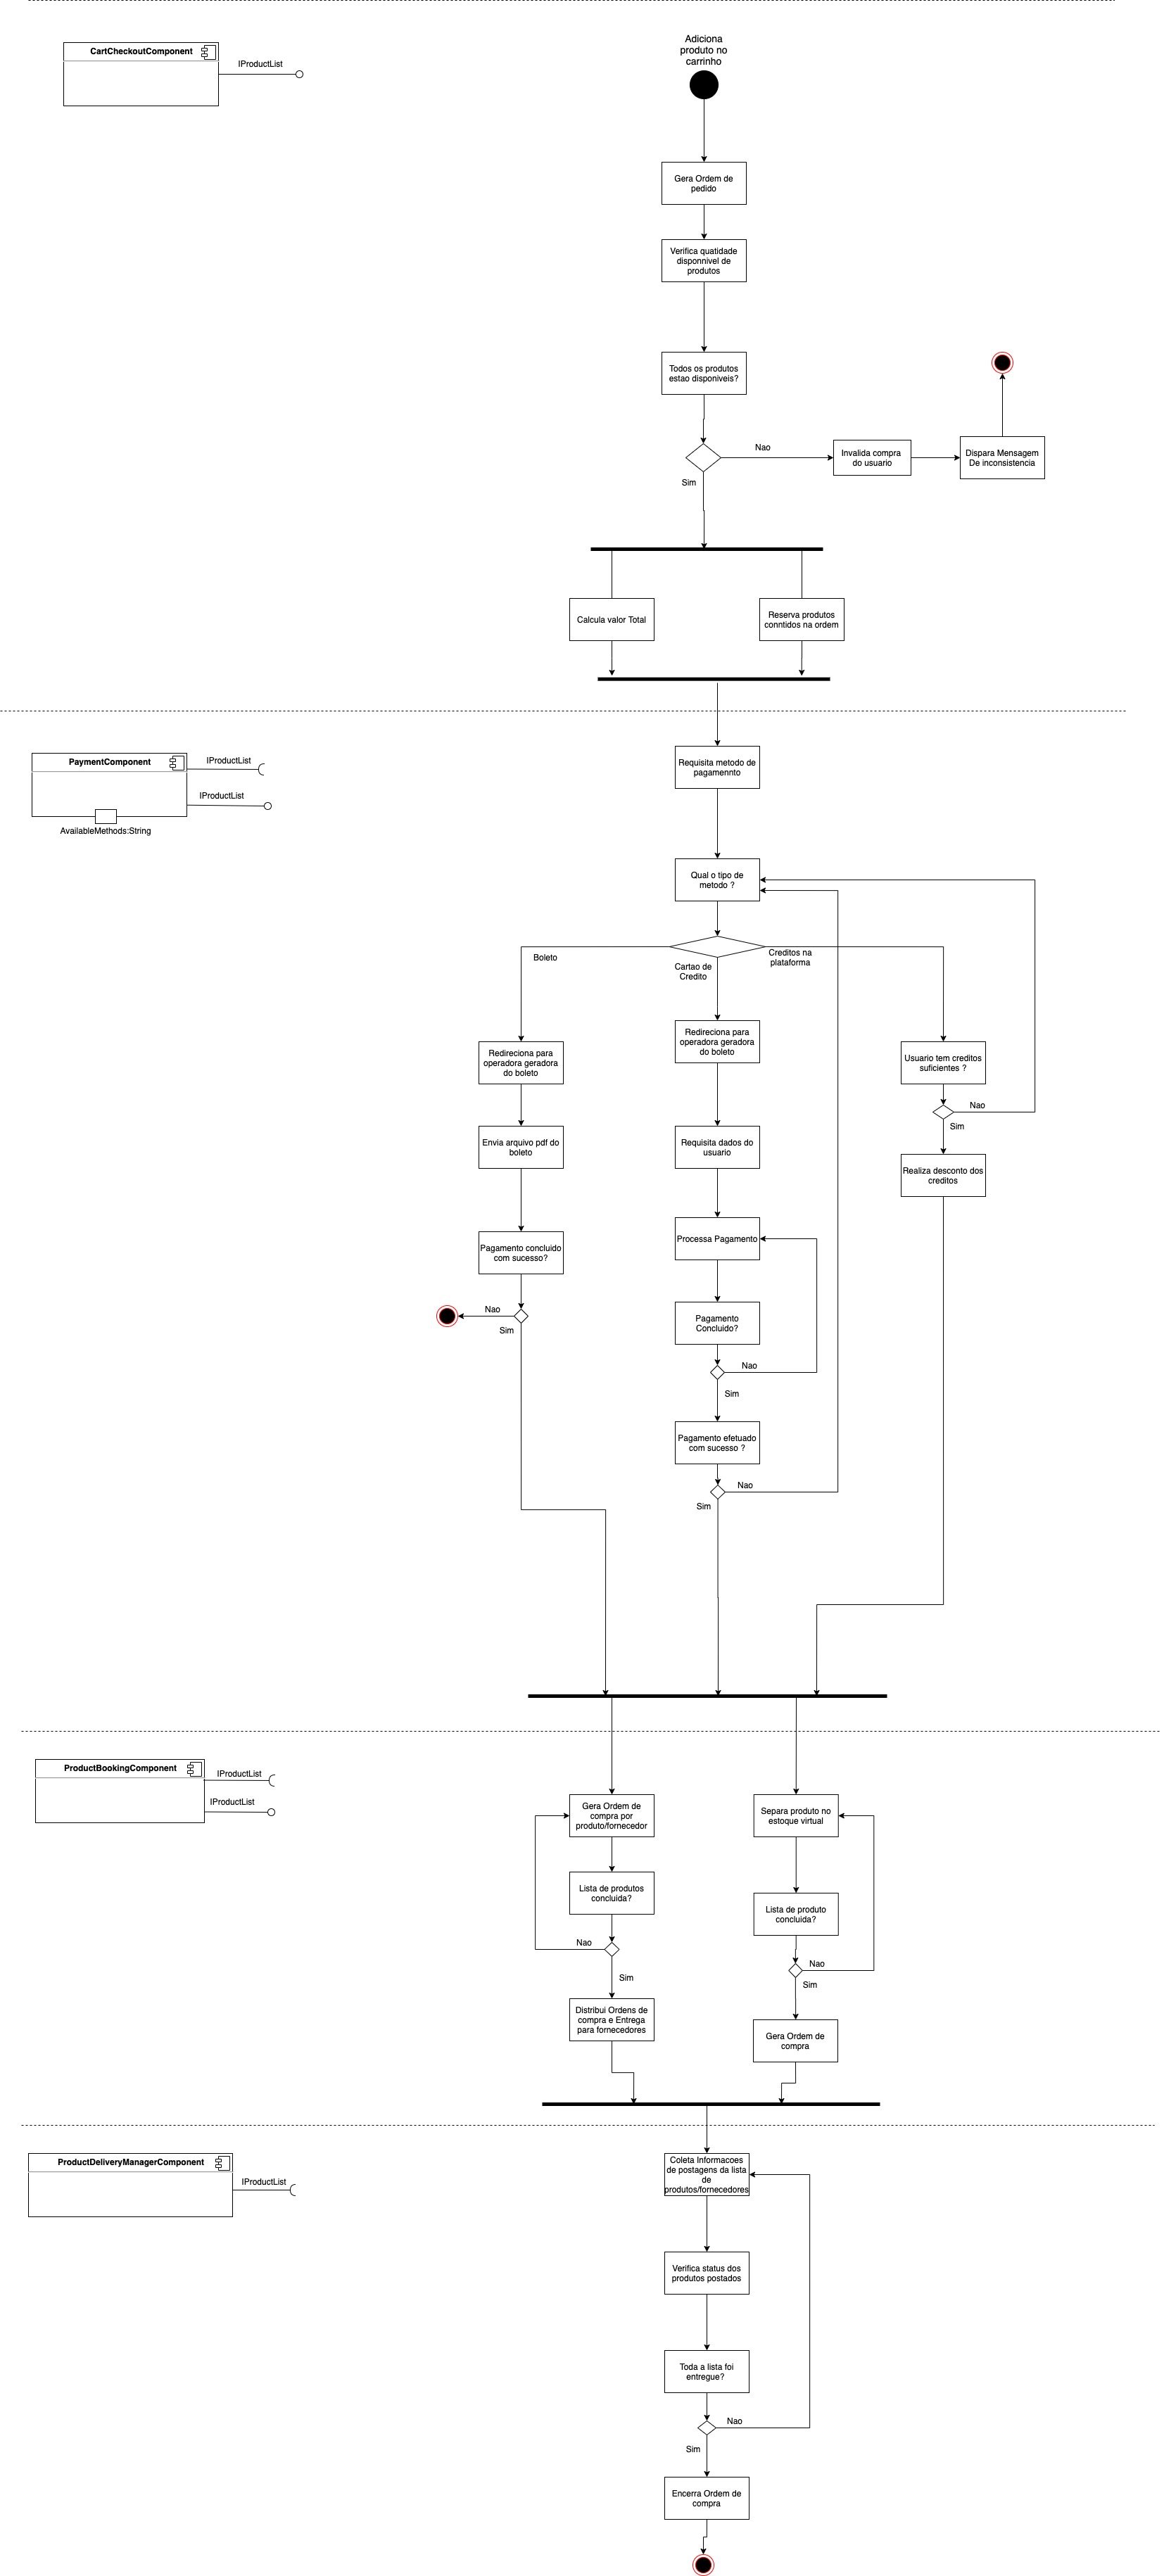 CartCheckoutComponent
IProductList
Adiciona
produto no
carrinho
Gera Ordem de
pedido
Verifica quatidade
disponnivel de
produtos
Todos os produtos
estao disponiveis?
Nao
Invalida compra
do usuario
Dispara Mensagem
De inconsistencia
Sim
Calcula valor Total
Reserva produtos
conntidos na ordem
PaymentComponent
IProductList
IProductList
AvailableMethods:String
Requisita metodo de
pagamennto
Qual o tipo de
metodo ?
Boleto
Cartao de
Credito
Creditos na
plataforma
Redireciona para
operadora geradora
do boleto
Redireciona para
operadora geradora
do boleto
Usuario tem creditos
suficientes ?
Nao
Sim
Envia arquivo pdf do
boleto
Requisita dados do
usuario
Realiza desconto dos
creditos
Pagamento concluido
com sucesso?
Processa Pagamento
Nao
Sim
Pagamento
Concluido?
Nao
Sim
Pagamento efetuado
com sucesso ?
Nao
Sim
ProductBookingComponent
IProductList
IProductList
Gera Ordem de
compra por
produto/fornecedor
Separa produto no
estoque virtual
Lista de produtos
concluida?
Lista de produto
concluida?
Nao
Sim
Nao
Sim
Distribui Ordens de
compra e Entrega
para fornecedores
Gera Ordem de
compra
ProductDeliveryManagerComponent
IProductList
Coleta Informacoes
de postagens da lista
de
produtos/fornecedores
Verifica status dos
produtos postados
Toda a lista foi
entregue?
Nao
Sim
Encerra Ordem de
compra